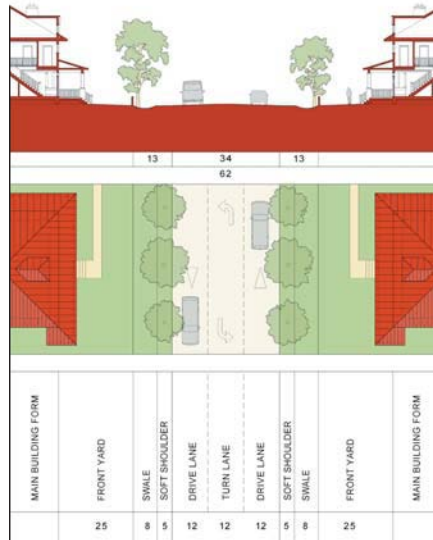 13 34 13
62
MAIN BUILDING FORM
FRONT YARD
SWALE
SOFT SHOULDER
DRIVE LANE
TURN LANE
DRIVE LANE
SOFT SHOULDER
SWALE
FRONT YARD
MAIN BUILDING FORM
25 8 5 12 12 12 5 8 25